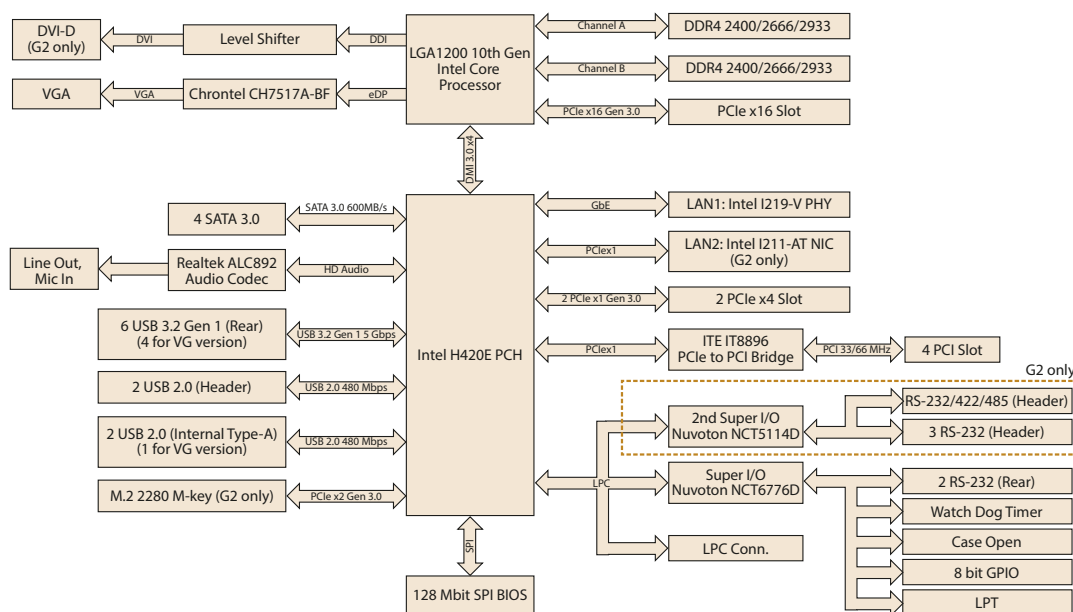 DVI-D
(G2 only)
DVI
Level Shifter
DDI
LGA1200 10th Gen
Intel Core
Processor
Channel A
DDR4 2400/2666/2933
Channel B
DDR4 2400/2666/2933
VGA
VGA
Chrontel CH7517A-BF
eDP
PCIe x16 Gen 3.0
PCIe x16 Slot
DMI 3.0 x4
4 SATA 3.0
SATA 3.0 600MB/s
Intel H420E PCH
GbE
LAN1: Intel I219-V PHY
Line Out,
Mic In
Realtek ALC892
Audio Codec
HD Audio
PCIex1
LAN2: Intel I211-AT NIC
(G2 only)
2 PCIe x1 Gen 3.0
2 PCIe x4 Slot
6 USB 3.2 Gen 1 (Rear)
(4 for VG version)
USB 3.2 Gen 1 5 Gbps
PCIex1
ITE IT8896
PCIe to PCI Bridge
PCI 33/66 MHz
4 PCI Slot
G2 only
2 USB 2.0 (Header)
USB 2.0 480 Mbps
2nd Super I/O
Nuvoton NCT5114D
RS-232/422/485 (Header)
3 RS-232 (Header)
2 USB 2.0 (Internal Type-A)
(1 for VG version)
USB 2.0 480 Mbps
LPC
Super I/O
Nuvoton NCT6776D
2 RS-232 (Rear)
M.2 2280 M-key (G2 only)
PCIe x2 Gen 3.0
Watch Dog Timer
Case Open
LPC Conn.
8 bit GPIO
LPT
SPI
128 Mbit SPI BIOS